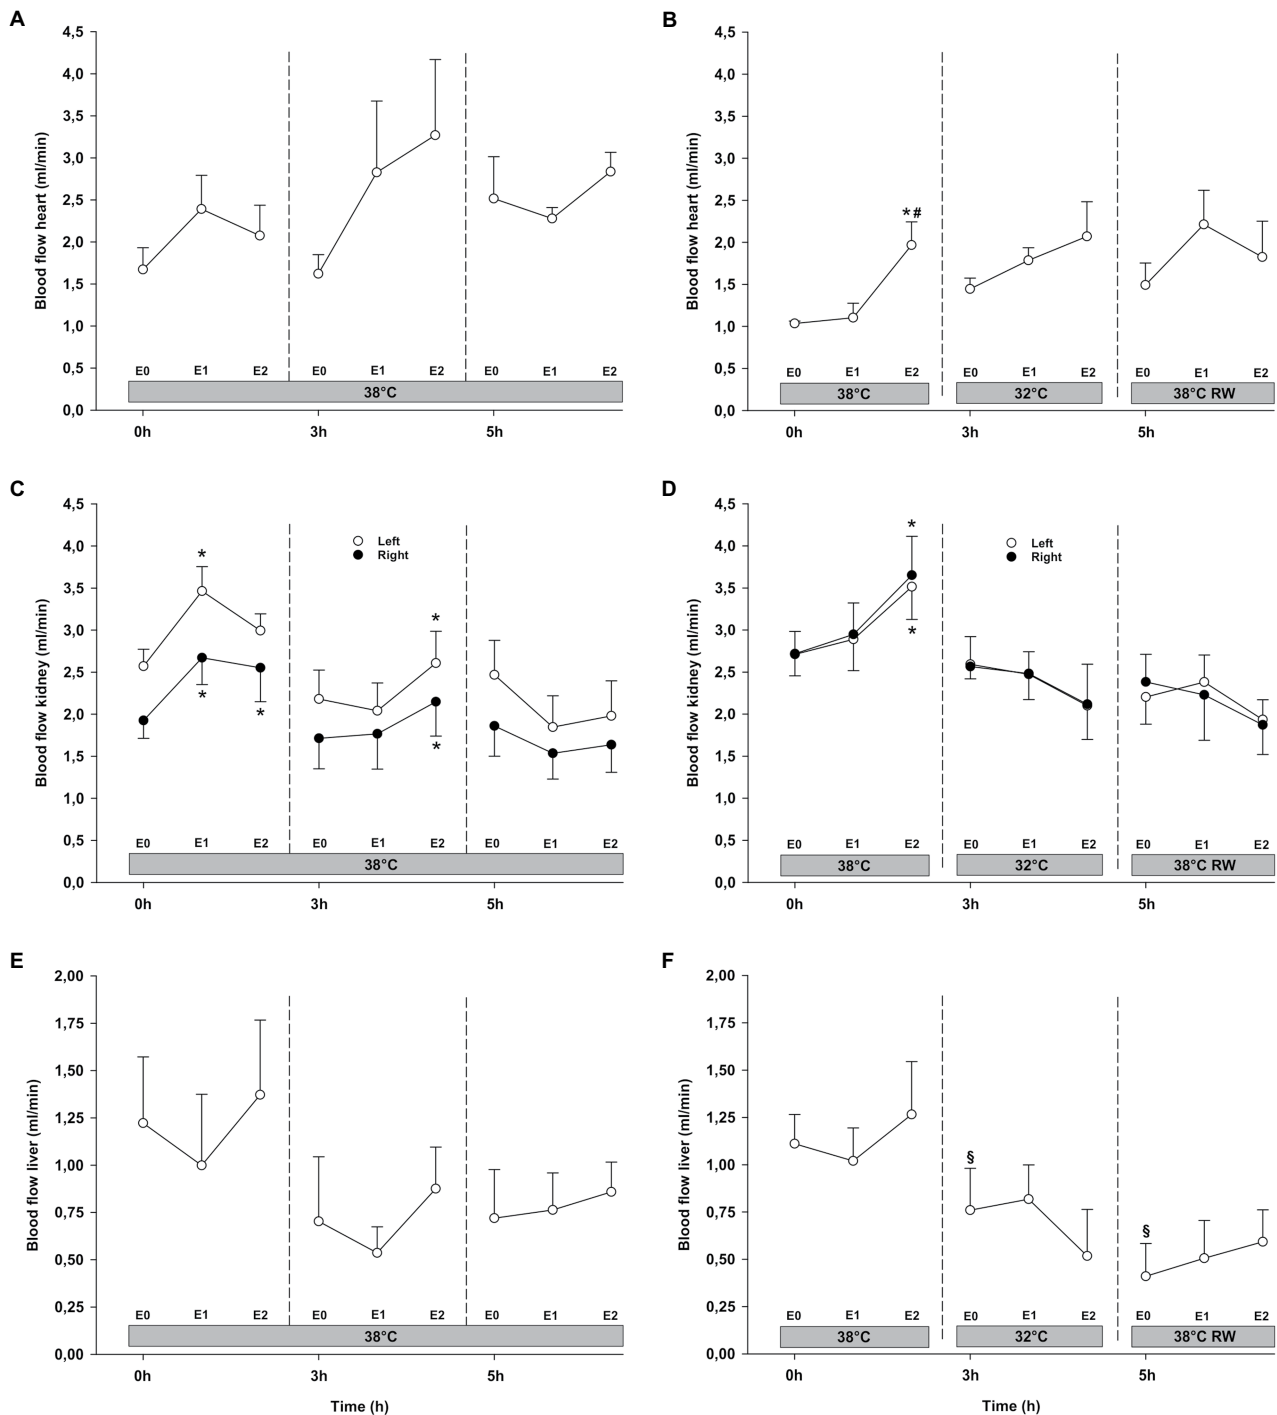 A
Blood flow heart (ml/min)
4,5
4,0
3,5
3,0
2,5
2,0
1,5
1,0
0,5
0,0
E0 E1 E2 E0 E1 E2 E0 E1 E2
38°C
0h 3h 5h
B
Blood flow heart (ml/min)
4,5
4,0
3,5
3,0
2,5
2,0
1,5
1,0
0,5
0,0
*#
E0 E1 E2 E0 E1 E2 E0 E1 E2
38°C 32°C 38°C RW
0h 3h 5h
C
Blood flow kidney (ml/min)
4,5
4,0
3,5
3,0
2,5
2,0
1,5
1,0
0,5
0,0
Left
Right
* *
* * *
E0 E1 E2 E0 E1 E2 E0 E1 E2
38°C
0h 3h 5h
D
Blood flow kidney (ml/min)
4,5
4,0
3,5
3,0
2,5
2,0
1,5
1,0
0,5
0,0
*
Left
Right
*
E0 E1 E2 E0 E1 E2 E0 E1 E2
38°C 32°C 38°C RW
0h 3h 5h
E
Blood flow liver (ml/min)
2,00
1,75
1,50
1,25
1,00
0,75
0,50
0,25
0,00
E0 E1 E2 E0 E1 E2 E0 E1 E2
38°C
0h 3h 5h
Time (h)
F
Blood flow liver (ml/min)
2,00
1,75
1,50
1,25
1,00
0,75
0,50
0,25
0,00
§
§
E0 E1 E2 E0 E1 E2 E0 E1 E2
38°C 32°C 38°C RW
0h 3h 5h
Time (h)